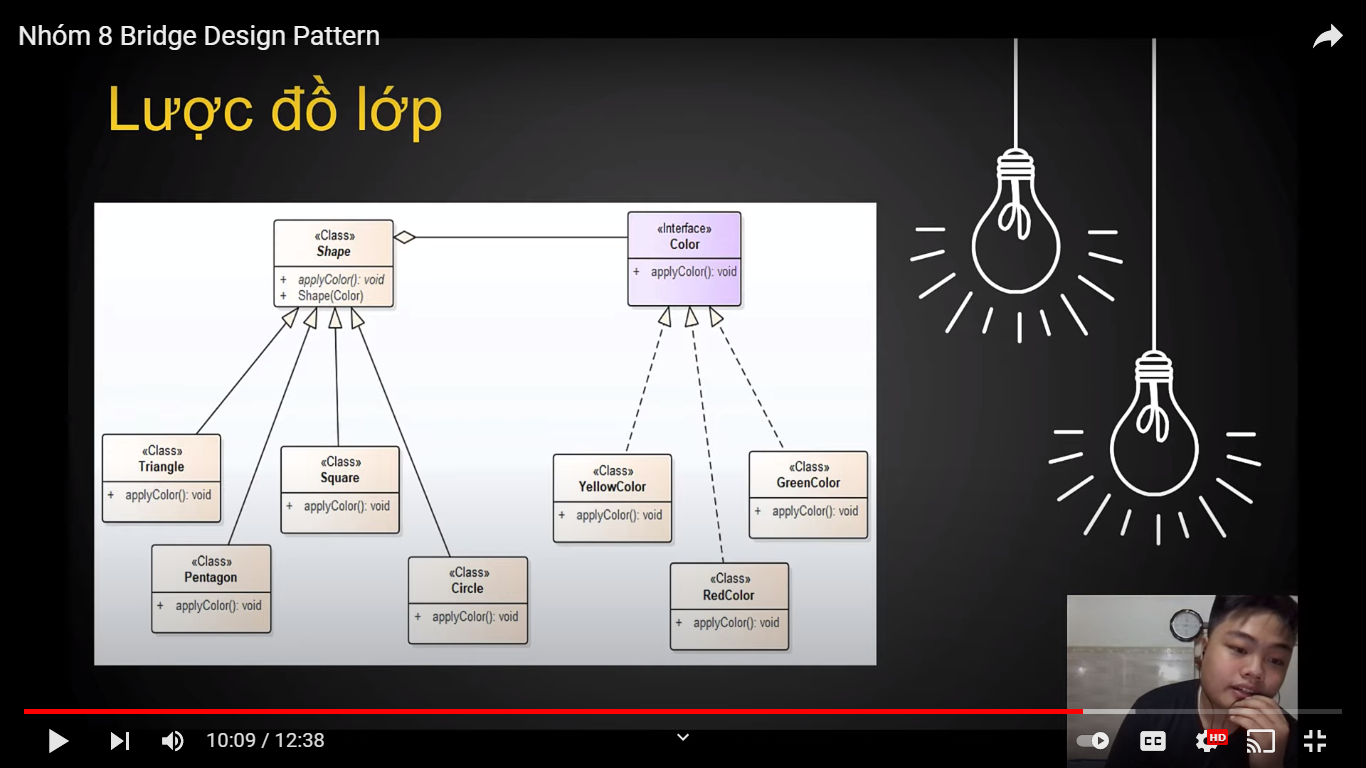 Nhóm 8 Bridge Design Pattern
Lược đồ lớp
«Class»
Shape
+ applyColor(): void
+ Shape(Color)
«Interface»
Color
+ applyColor(): void
«Class»
Triangle
+ applyColor(): void
«Class»
Square
+ applyColor(): void
«Class»
YellowColor
+ applyColor(): void
«Class»
GreenColor
+ applyColor(): void
«Class»
Pentagon
+ applyColor(): void
«Class»
Circle
+ applyColor(): void
«Class»
RedColor
+ applyColor(): void
10:09 / 12:38
CC
HD